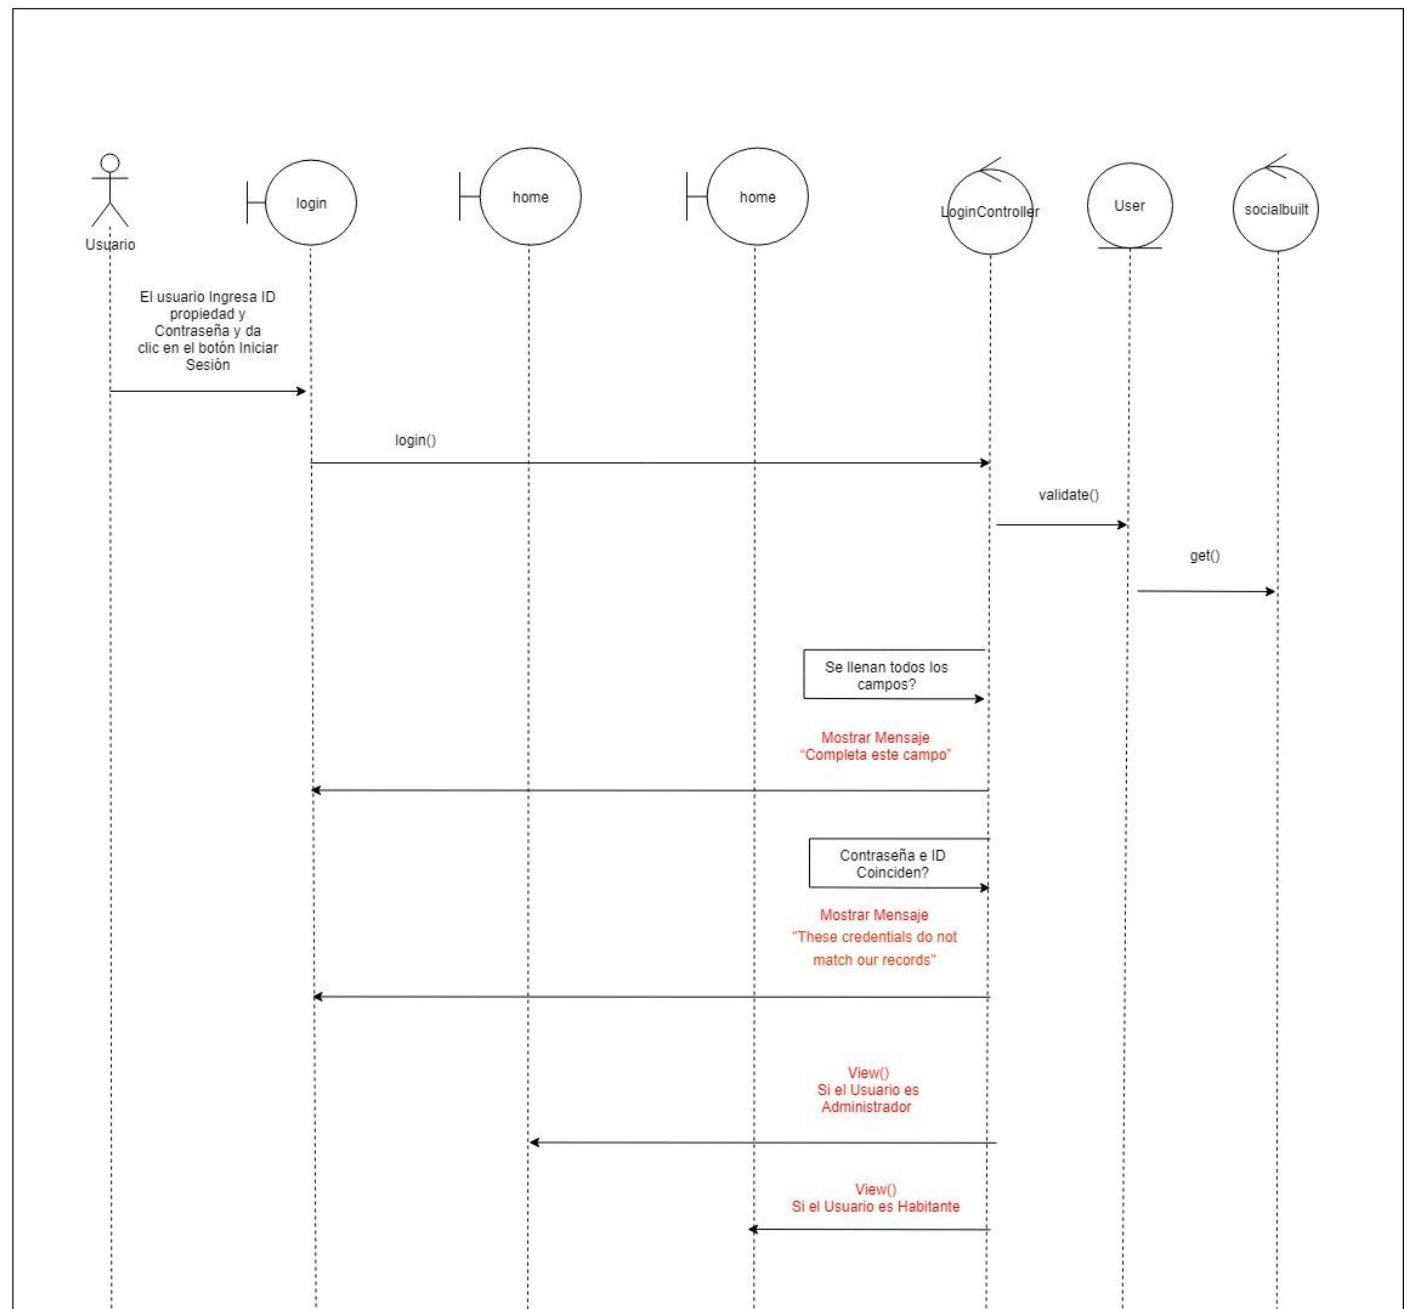 Usuario
login
home
home
LoginController
User
socialbuilt
El usuario Ingresa ID
propiedad y
Contraseña y da
clic en el botón Iniciar
Sesión
login()
validate()
get()
Se llenan todos los
campos?
Mostrar Mensaje
“Completa este campo”
Contraseña e ID
Coinciden?
Mostrar Mensaje
"These credentials do not
match our records"
View()
Si el Usuario es
Administrador
View()
Si el Usuario es Habitante